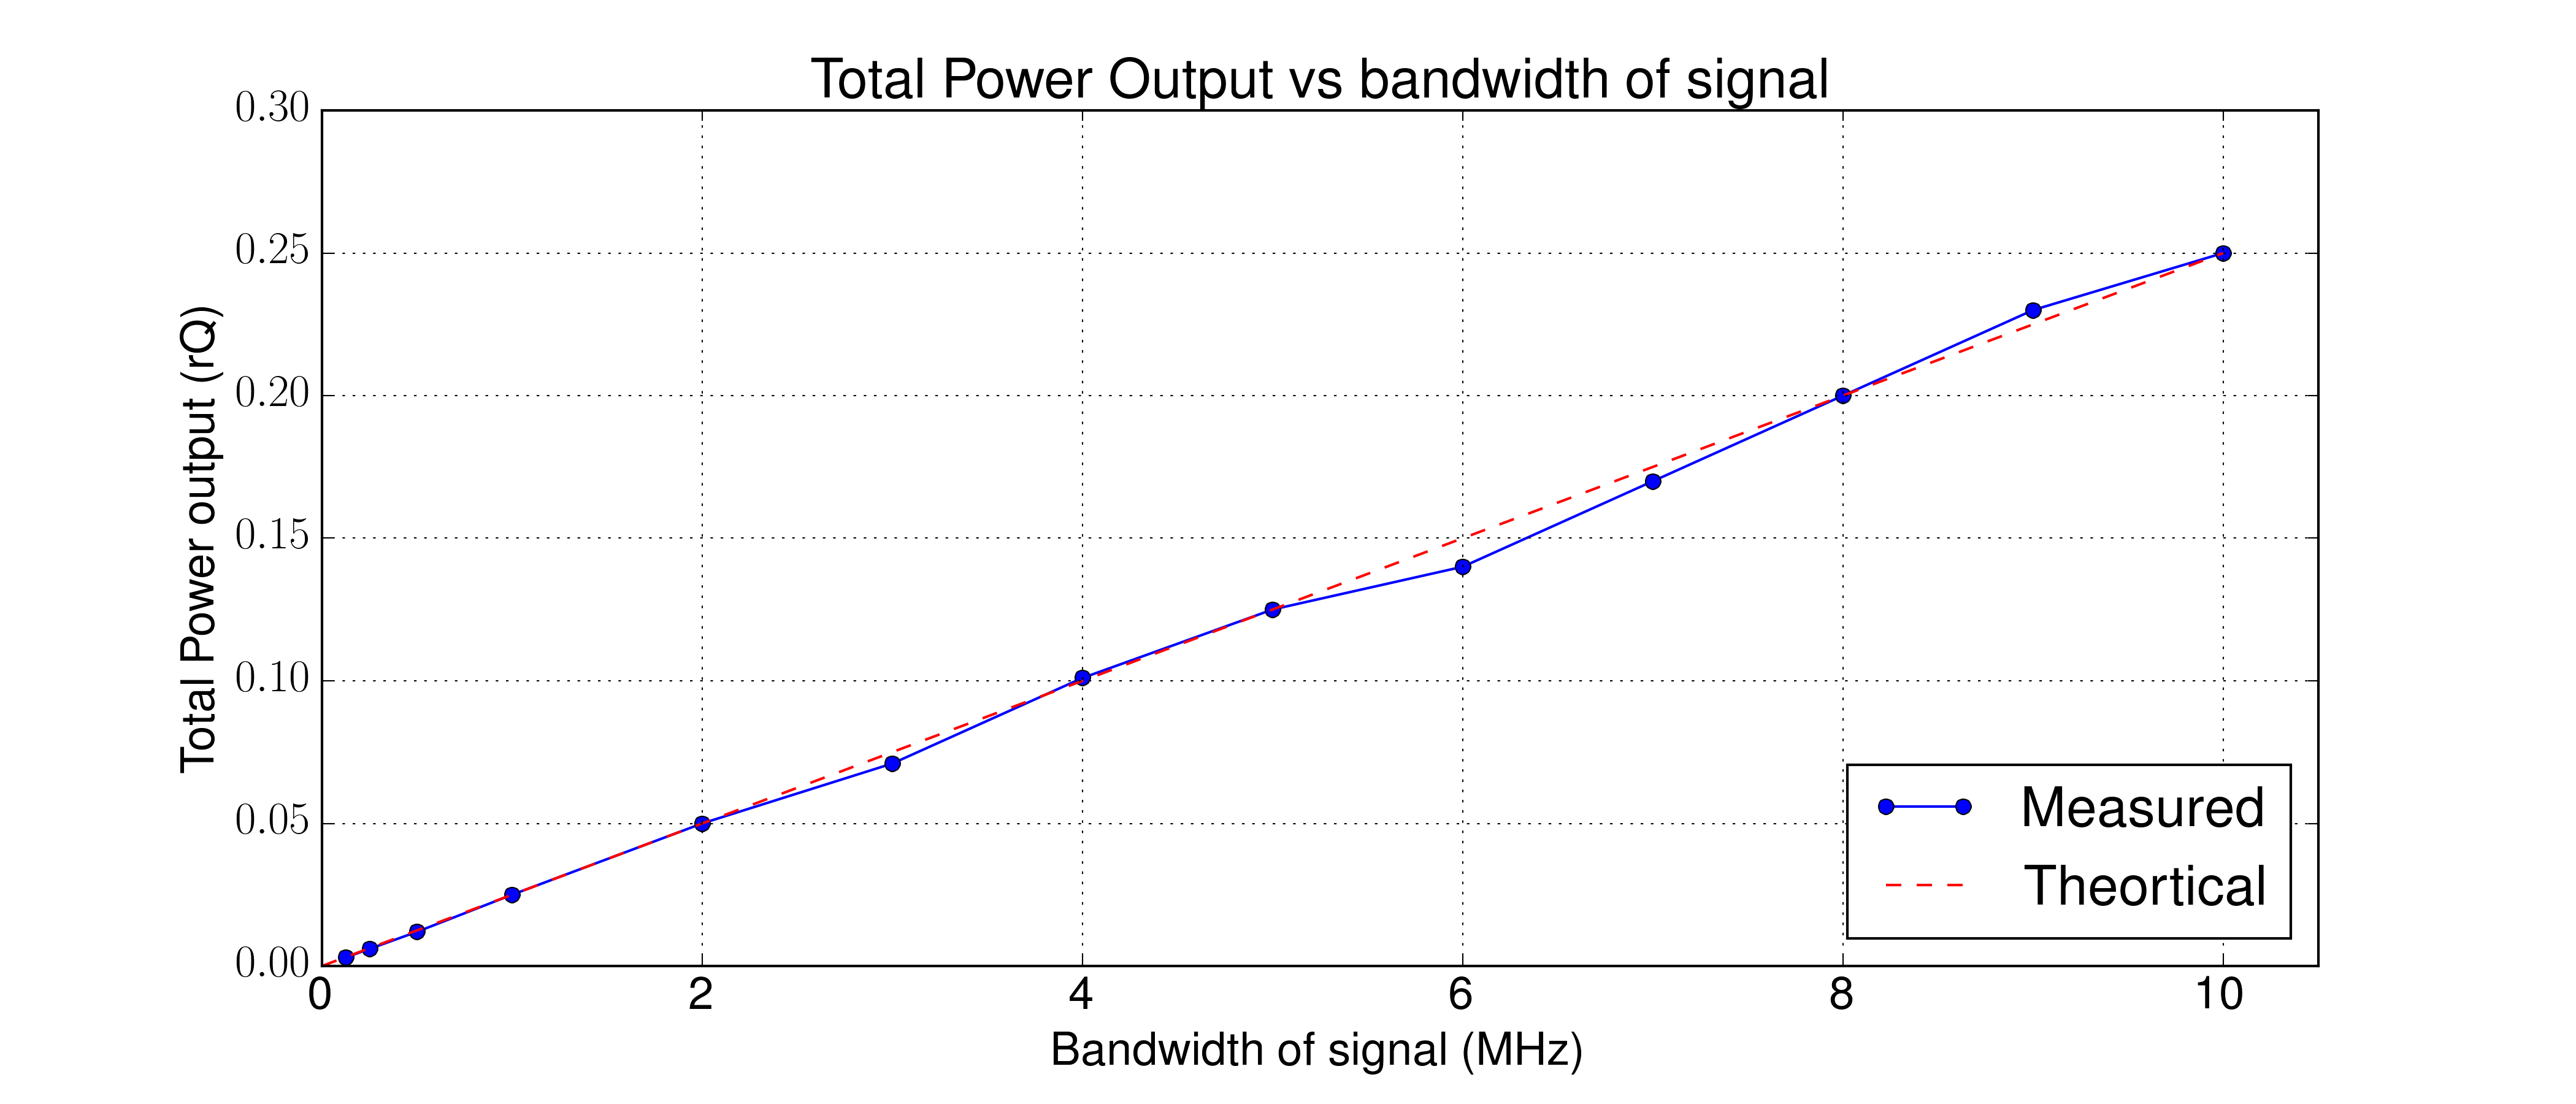 Total Power Output vs bandwidth of signal
0.30
0.25
0.20
0.15
0.10
0.05
0.00
Total Power output (rQ)
0 2 4 6 8 10
Bandwidth of signal (MHz)
Measured
Theortical